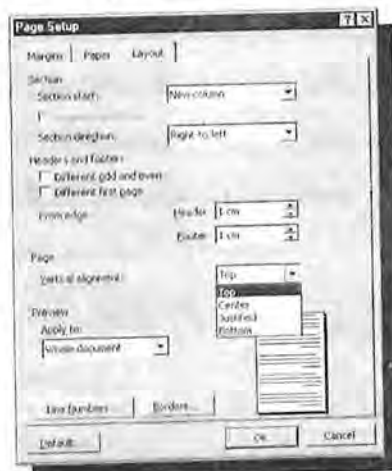 Page Setup
Margins Paper Layout
Section
Section start: New column
Section direction: Right-to-left
Headers and footers
Different odd and even
Different first page
From edge: Header: 1 cm
Footer: 1 cm
Page
Vertical alignment: Top
Top
Center
Justified
Bottom
Preview
Apply to:
Whole document
Line Numbers... Borders...
Default... OK Cancel